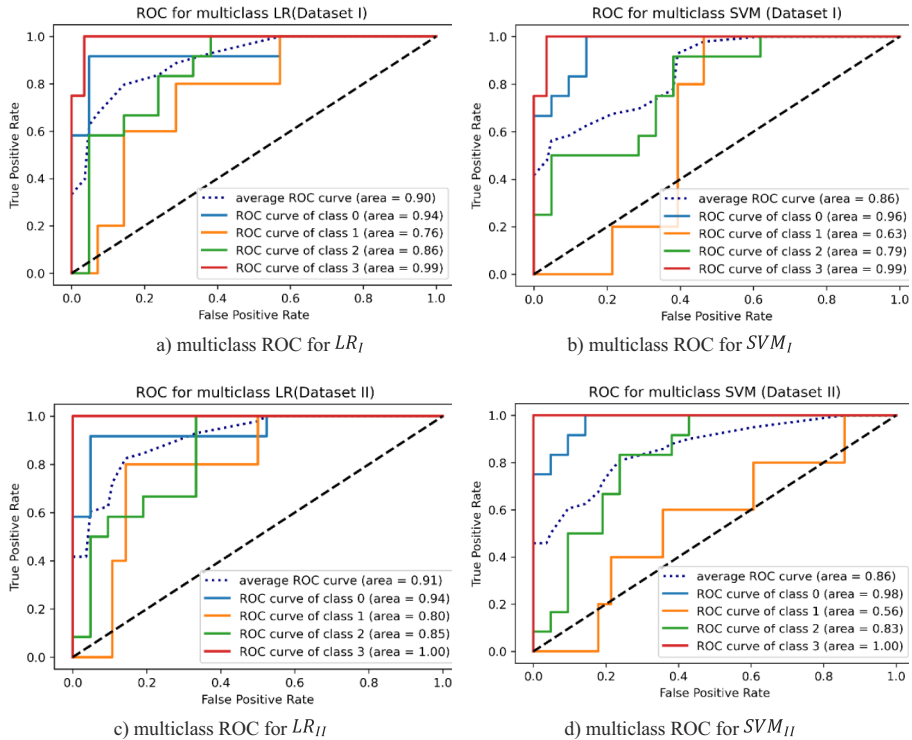 ROC for multiclass LR(Dataset I)
True Positive Rate
1.0
0.8
0.6
0.4
0.2
0.0
average ROC curve (area = 0.90)
ROC curve of class 0 (area = 0.94)
ROC curve of class 1 (area = 0.76)
ROC curve of class 2 (area = 0.86)
ROC curve of class 3 (area = 0.99)
0.0 0.2 0.4 0.6 0.8 1.0
False Positive Rate
a) multiclass ROC for LR_I
ROC for multiclass SVM (Dataset I)
True Positive Rate
1.0
0.8
0.6
0.4
0.2
0.0
average ROC curve (area = 0.86)
ROC curve of class 0 (area = 0.96)
ROC curve of class 1 (area = 0.63)
ROC curve of class 2 (area = 0.79)
ROC curve of class 3 (area = 0.99)
0.0 0.2 0.4 0.6 0.8 1.0
False Positive Rate
b) multiclass ROC for SVM_I
ROC for multiclass LR(Dataset II)
True Positive Rate
1.0
0.8
0.6
0.4
0.2
0.0
average ROC curve (area = 0.91)
ROC curve of class 0 (area = 0.94)
ROC curve of class 1 (area = 0.80)
ROC curve of class 2 (area = 0.85)
ROC curve of class 3 (area = 1.00)
0.0 0.2 0.4 0.6 0.8 1.0
False Positive Rate
c) multiclass ROC for LR_II
ROC for multiclass SVM (Dataset II)
True Positive Rate
1.0
0.8
0.6
0.4
0.2
0.0
average ROC curve (area = 0.86)
ROC curve of class 0 (area = 0.98)
ROC curve of class 1 (area = 0.56)
ROC curve of class 2 (area = 0.83)
ROC curve of class 3 (area = 1.00)
0.0 0.2 0.4 0.6 0.8 1.0
False Positive Rate
d) multiclass ROC for SVM_II